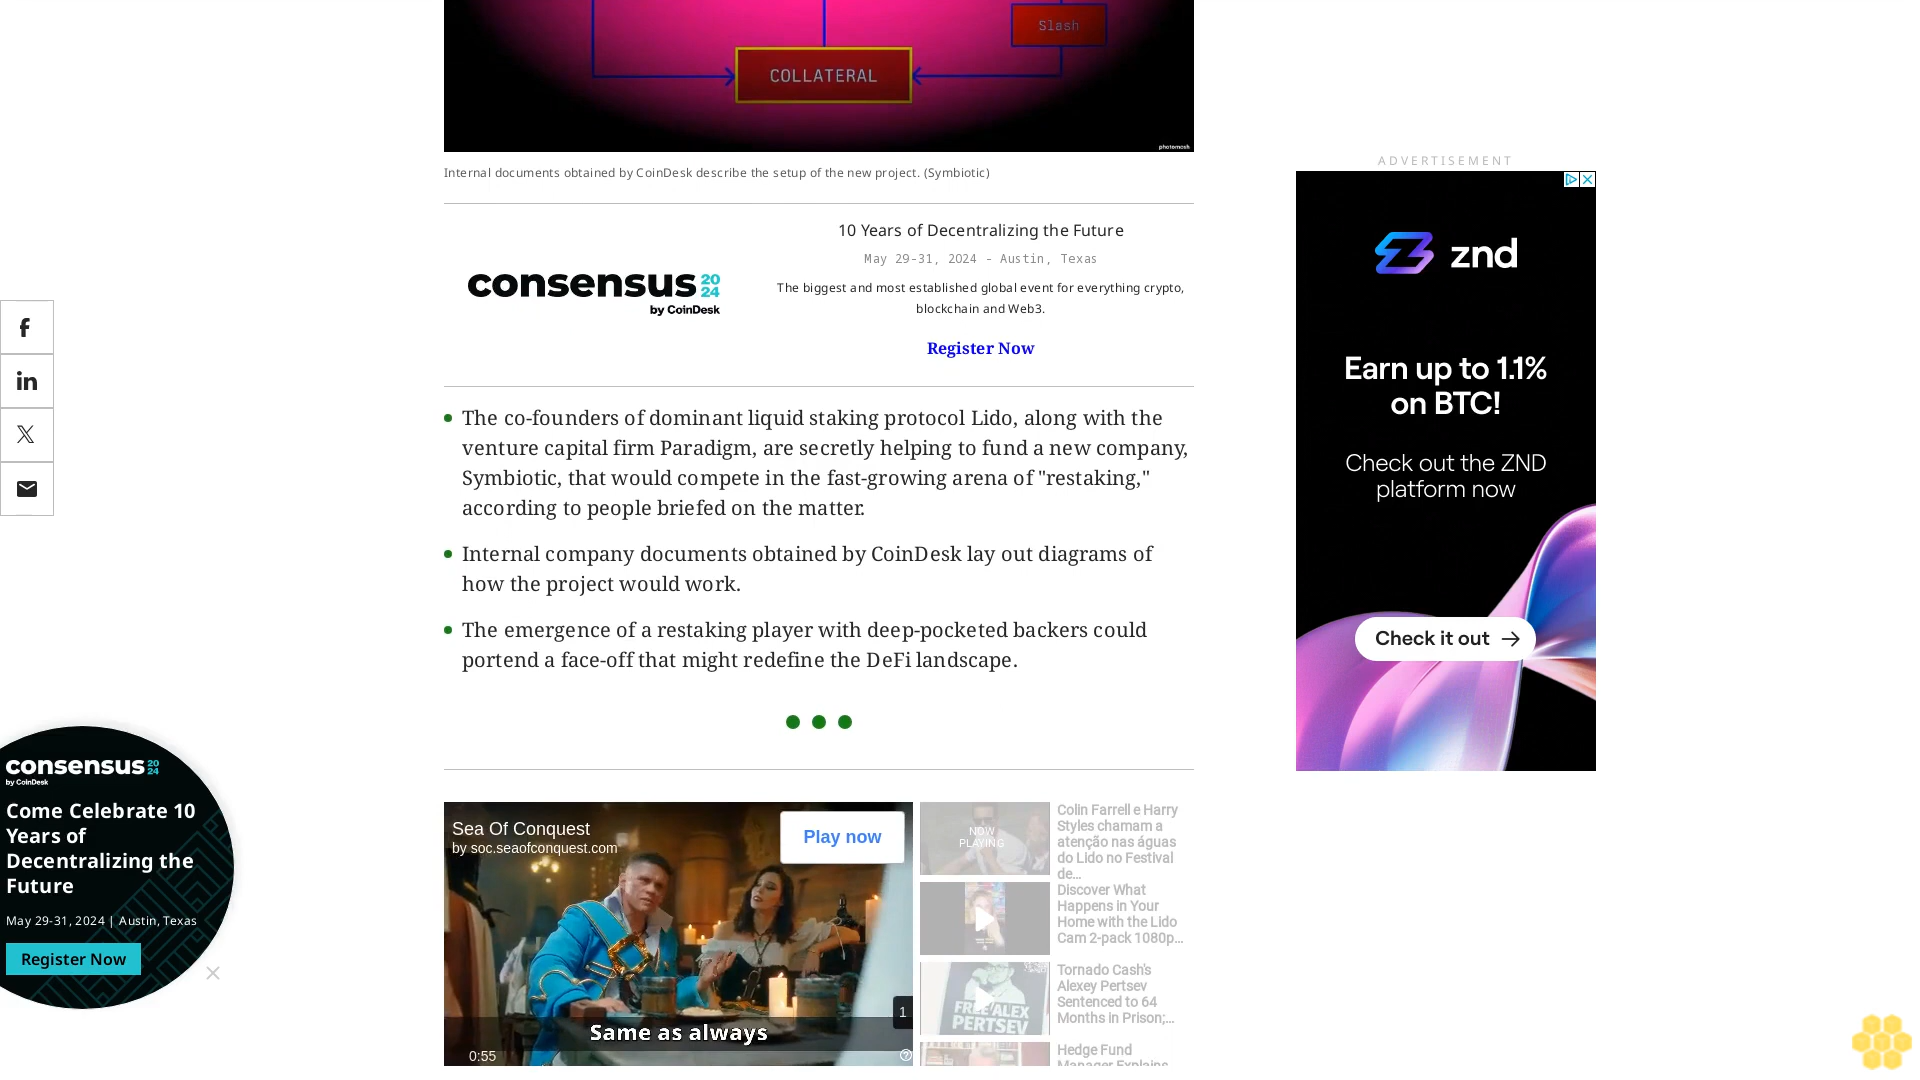 Slash
COLLATERAL
photomosh
Internal documents obtained by CoinDesk describe the setup of the new project. (Symbiotic)
consensus 2024
by CoinDesk
10 Years of Decentralizing the Future
May 29-31, 2024 - Austin, Texas
The biggest and most established global event for everything crypto,
blockchain and Web3.
Register Now
The co-founders of dominant liquid staking protocol Lido, along with the
venture capital firm Paradigm, are secretly helping to fund a new company,
Symbiotic, that would compete in the fast-growing arena of "restaking,"
according to people briefed on the matter.
Internal company documents obtained by CoinDesk lay out diagrams of
how the project would work.
The emergence of a restaking player with deep-pocketed backers could
portend a face-off that might redefine the DeFi landscape.
Sea Of Conquest
by soc.seaofconquest.com
Play now
Same as always
1
0:55
NOW
PLAYING
Colin Farrell e Harry
Styles chamam a
atenção nas águas
do Lido no Festival
de...
Discover What
Happens in Your
Home with the Lido
Cam 2-pack 1080p...
FREE ALEX
PERTSEV
Tornado Cash's
Alexey Pertsev
Sentenced to 64
Months in Prison;...
Hedge Fund
Manager Explains
ADVERTISEMENT
znd
Earn up to 1.1%
on BTC!
Check out the ZND
platform now
Check it out
consensus 2024
by CoinDesk
Come Celebrate 10
Years of
Decentralizing the
Future
May 29-31, 2024 | Austin, Texas
Register Now